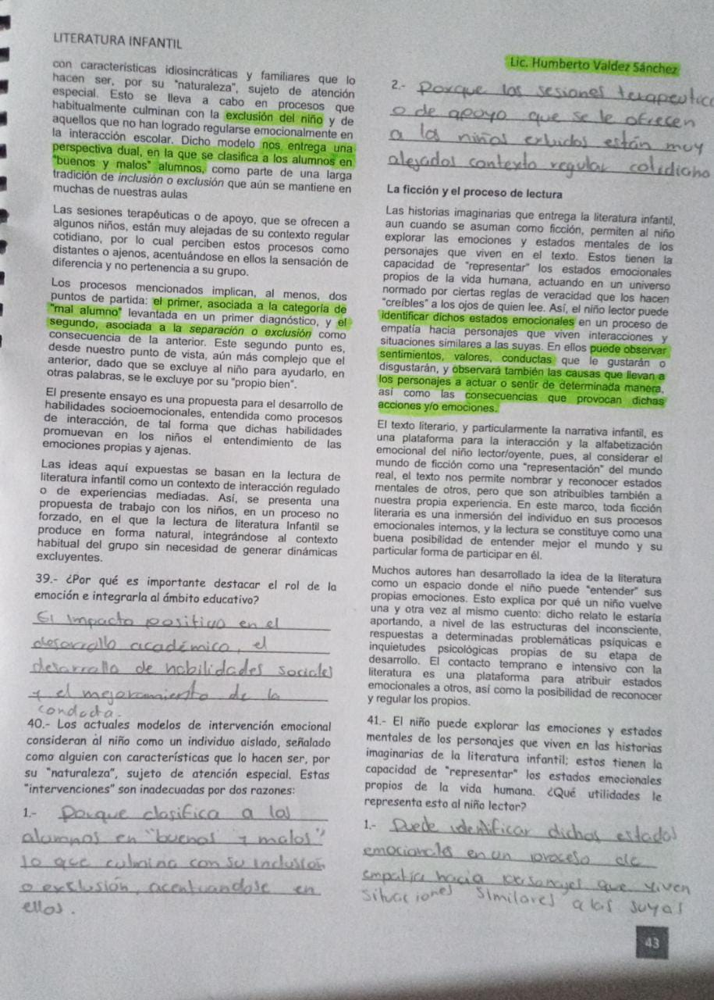 LITERATURA INFANTIL
con características idiosincráticas y familiares que lo
hacen ser, por su "naturaleza", sujeto de atención
especial. Esto se lleva a cabo en procesos que
habitualmente culminan con la exclusión del niño y de
aquellos que no han logrado regularse emocionalmente en
la interacción escolar. Dicho modelo nos entrega una
perspectiva dual, en la que se clasifica a los alumnos en
"buenos y malos" alumnos, como parte de una larga
tradición de inclusión o exclusión que aún se mantiene en
muchas de nuestras aulas
Las sesiones terapéuticas o de apoyo, que se ofrecen a
algunos niños, están muy alejadas de su contexto regular
cotidiano, por lo cual perciben estos procesos como
distantes o ajenos, acentuándose en ellos la sensación de
diferencia y no pertenencia a su grupo.
Los procesos mencionados implican, al menos, dos
puntos de partida: el primer, asociada a la categoría de
"mal alumno" levantada en un primer diagnóstico, y el
segundo, asociada a la separación o exclusión como
consecuencia de la anterior. Este segundo punto es,
desde nuestro punto de vista, aún más complejo que el
anterior, dado que se excluye al niño para ayudarlo, en
otras palabras, se le excluye por su "propio bien".
El presente ensayo es una propuesta para el desarrollo de
habilidades socioemocionales, entendida como procesos
de interacción, de tal forma que dichas habilidades
promuevan en los niños el entendimiento de las
emociones propias y ajenas.
Las ideas aquí expuestas se basan en la lectura de
literatura infantil como un contexto de interacción regulado
o de experiencias mediadas. Así, se presenta una
propuesta de trabajo con los niños, en un proceso no
forzado, en el que la lectura de literatura Infantil se
produce en forma natural, integrándose al contexto
habitual del grupo sin necesidad de generar dinámicas
excluyentes.
39.- ¿Por qué es importante destacar el rol de la
emoción e integrarla al ámbito educativo?
El impacto positivo en el
desarrollo académico, el
desarrollo de habilidades sociales
y el mejoramiento de la
conducta.
40.- Los actuales modelos de intervención emocional
consideran al niño como un individuo aislado, señalado
como alguien con características que lo hacen ser, por
su "naturaleza", sujeto de atención especial. Estas
"intervenciones" son inadecuadas por dos razones:
1.- Porque clasifica a los
alumnos en "buenos y malos"
lo que culmina con su inclusión
o exclusión, acentuandose en
ellos.
Lic. Humberto Valdez Sánchez
2.- Porque las sesiones terapeutica
o de apoyo que se le ofrecen
a los niños exluidos están muy
alejados contexto regular cotidiano
La ficción y el proceso de lectura
Las historias imaginarias que entrega la literatura infantil,
aun cuando se asuman como ficción, permiten al niño
explorar las emociones y estados mentales de los
personajes que viven en el texto. Estos tienen la
capacidad de "representar" los estados emocionales
propios de la vida humana, actuando en un universo
normado por ciertas reglas de veracidad que los hacen
"creíbles" a los ojos de quien lee. Así, el niño lector puede
identificar dichos estados emocionales en un proceso de
empatía hacia personajes que viven interacciones y
situaciones similares a las suyas. En ellos puede observar
sentimientos, valores, conductas que le gustarán o
disgustarán, y observará también las causas que llevan a
los personajes a actuar o sentir de determinada manera,
así como las consecuencias que provocan dichas
acciones y/o emociones.
El texto literario, y particularmente la narrativa infantil, es
una plataforma para la interacción y la alfabetización
emocional del niño lector/oyente, pues, al considerar el
mundo de ficción como una "representación" del mundo
real, el texto nos permite nombrar y reconocer estados
mentales de otros, pero que son atribuibles también a
nuestra propia experiencia. En este marco, toda ficción
literaria es una inmersión del individuo en sus procesos
emocionales internos, y la lectura se constituye como una
buena posibilidad de entender mejor el mundo y su
particular forma de participar en él.
Muchos autores han desarrollado la idea de la literatura
como un espacio donde el niño puede "entender" sus
propias emociones. Esto explica por qué un niño vuelve
una y otra vez al mismo cuento: dicho relato le estaría
aportando, a nivel de las estructuras del inconsciente,
respuestas a determinadas problemáticas psíquicas e
inquietudes psicológicas propias de su etapa de
desarrollo. El contacto temprano e intensivo con la
literatura es una plataforma para atribuir estados
emocionales a otros, así como la posibilidad de reconocer
y regular los propios.
41.- El niño puede explorar las emociones y estados
mentales de los personajes que viven en las historias
imaginarias de la literatura infantil; estos tienen la
capacidad de "representar" los estados emocionales
propios de la vida humana. ¿Qué utilidades le
representa esto al niño lector?
1.- Puede identificar dichos estados
emocionales en un proceso de
empatía hacia personajes que viven
situaciones similares a las suyas
43